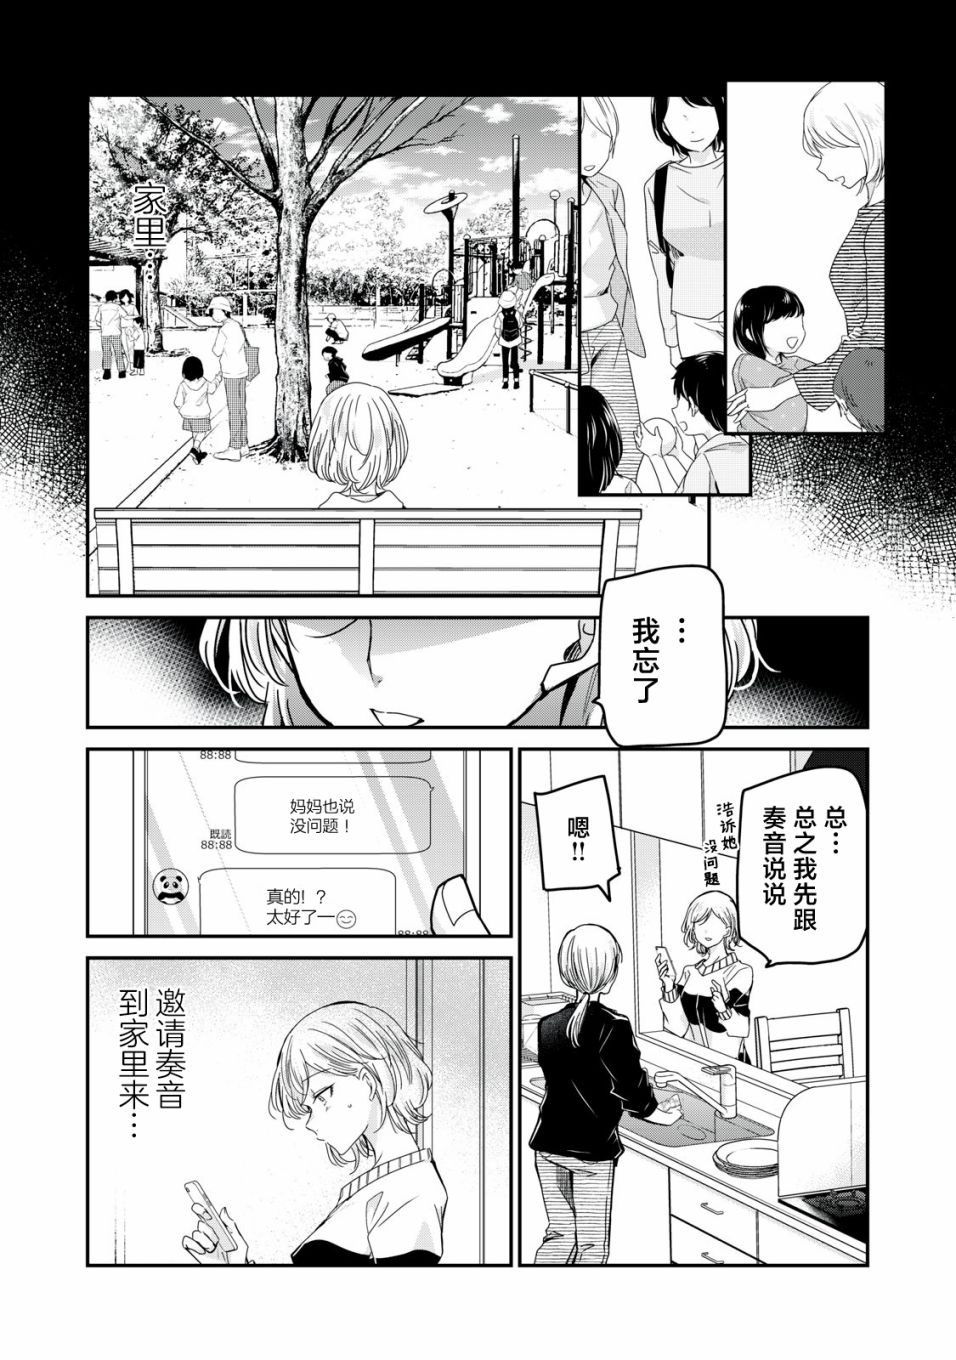 家里…
…
我忘了
总…
总之我先跟
奏音说说
浩诉她
没问题
嗯!!
88:88
妈妈也说
没问题！
既読
88:88
真的！？
太好了一😊
88:88
邀请奏音
到家里来…